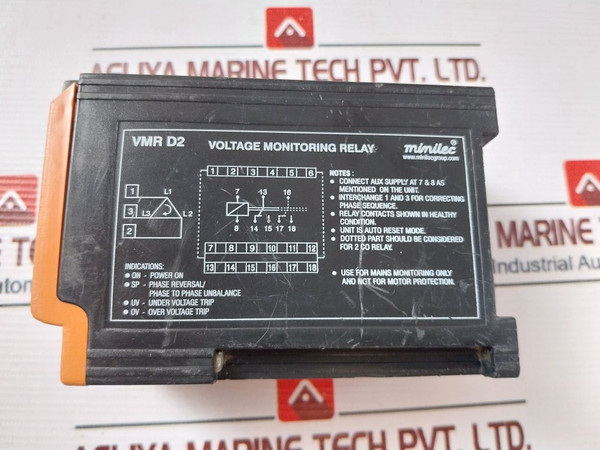 AELIYA MARINE TECH PVT. LTD.
VMR D2
VOLTAGE MONITORING RELAY
minilec®
www.minilecgroup.com
1
3
2
L1
L3
L2
1 2 3 4 5 6
7
13
16
8
14 15 17 18
7 8 9 10 11 12
13 14 15 16 17 18
NOTES :
CONNECT AUX SUPPLY AT 7 & 8 AS
MENTIONED ON THE UNIT.
INTERCHANGE 1 AND 3 FOR CORRECTING
PHASE SEQUENCE.
RELAY CONTACTS SHOWN IN HEALTHY
CONDITION.
UNIT IS AUTO RESET MODE.
DOTTED PART SHOULD BE CONSIDERED
FOR 2 CO RELAY.
USE FOR MAINS MONITORING ONLY
AND NOT FOR MOTOR PROTECTION.
INDICATIONS:
ON - POWER ON
SP - PHASE REVERSAL/
PHASE TO PHASE UNBALANCE
UV - UNDER VOLTAGE TRIP
OV - OVER VOLTAGE TRIP
TECH PVT. LTD.
Industrial Au
AELIYA MARINE TECH PVT. LTD.